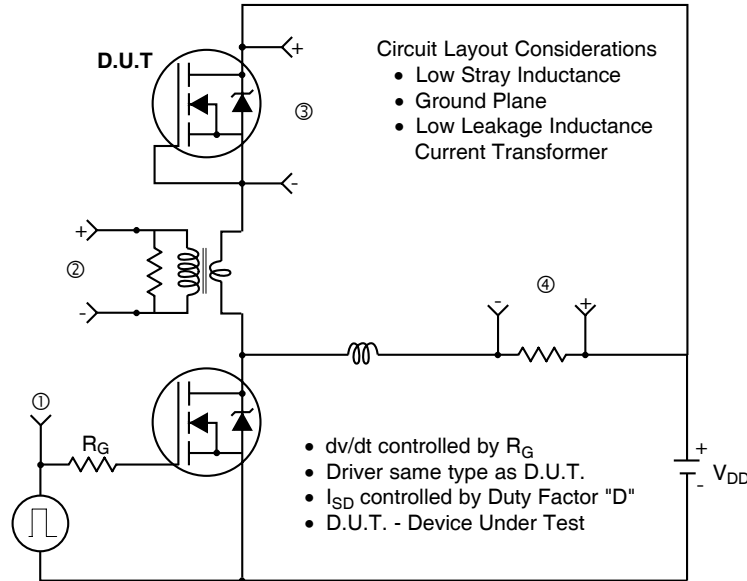 D.U.T
+
③
-
Circuit Layout Considerations
• Low Stray Inductance
• Ground Plane
• Low Leakage Inductance
Current Transformer
+
②
-
④
-
+
①
R_G
• dv/dt controlled by R_G
• Driver same type as D.U.T.
• I_SD controlled by Duty Factor "D"
• D.U.T. - Device Under Test
+
-
V_DD